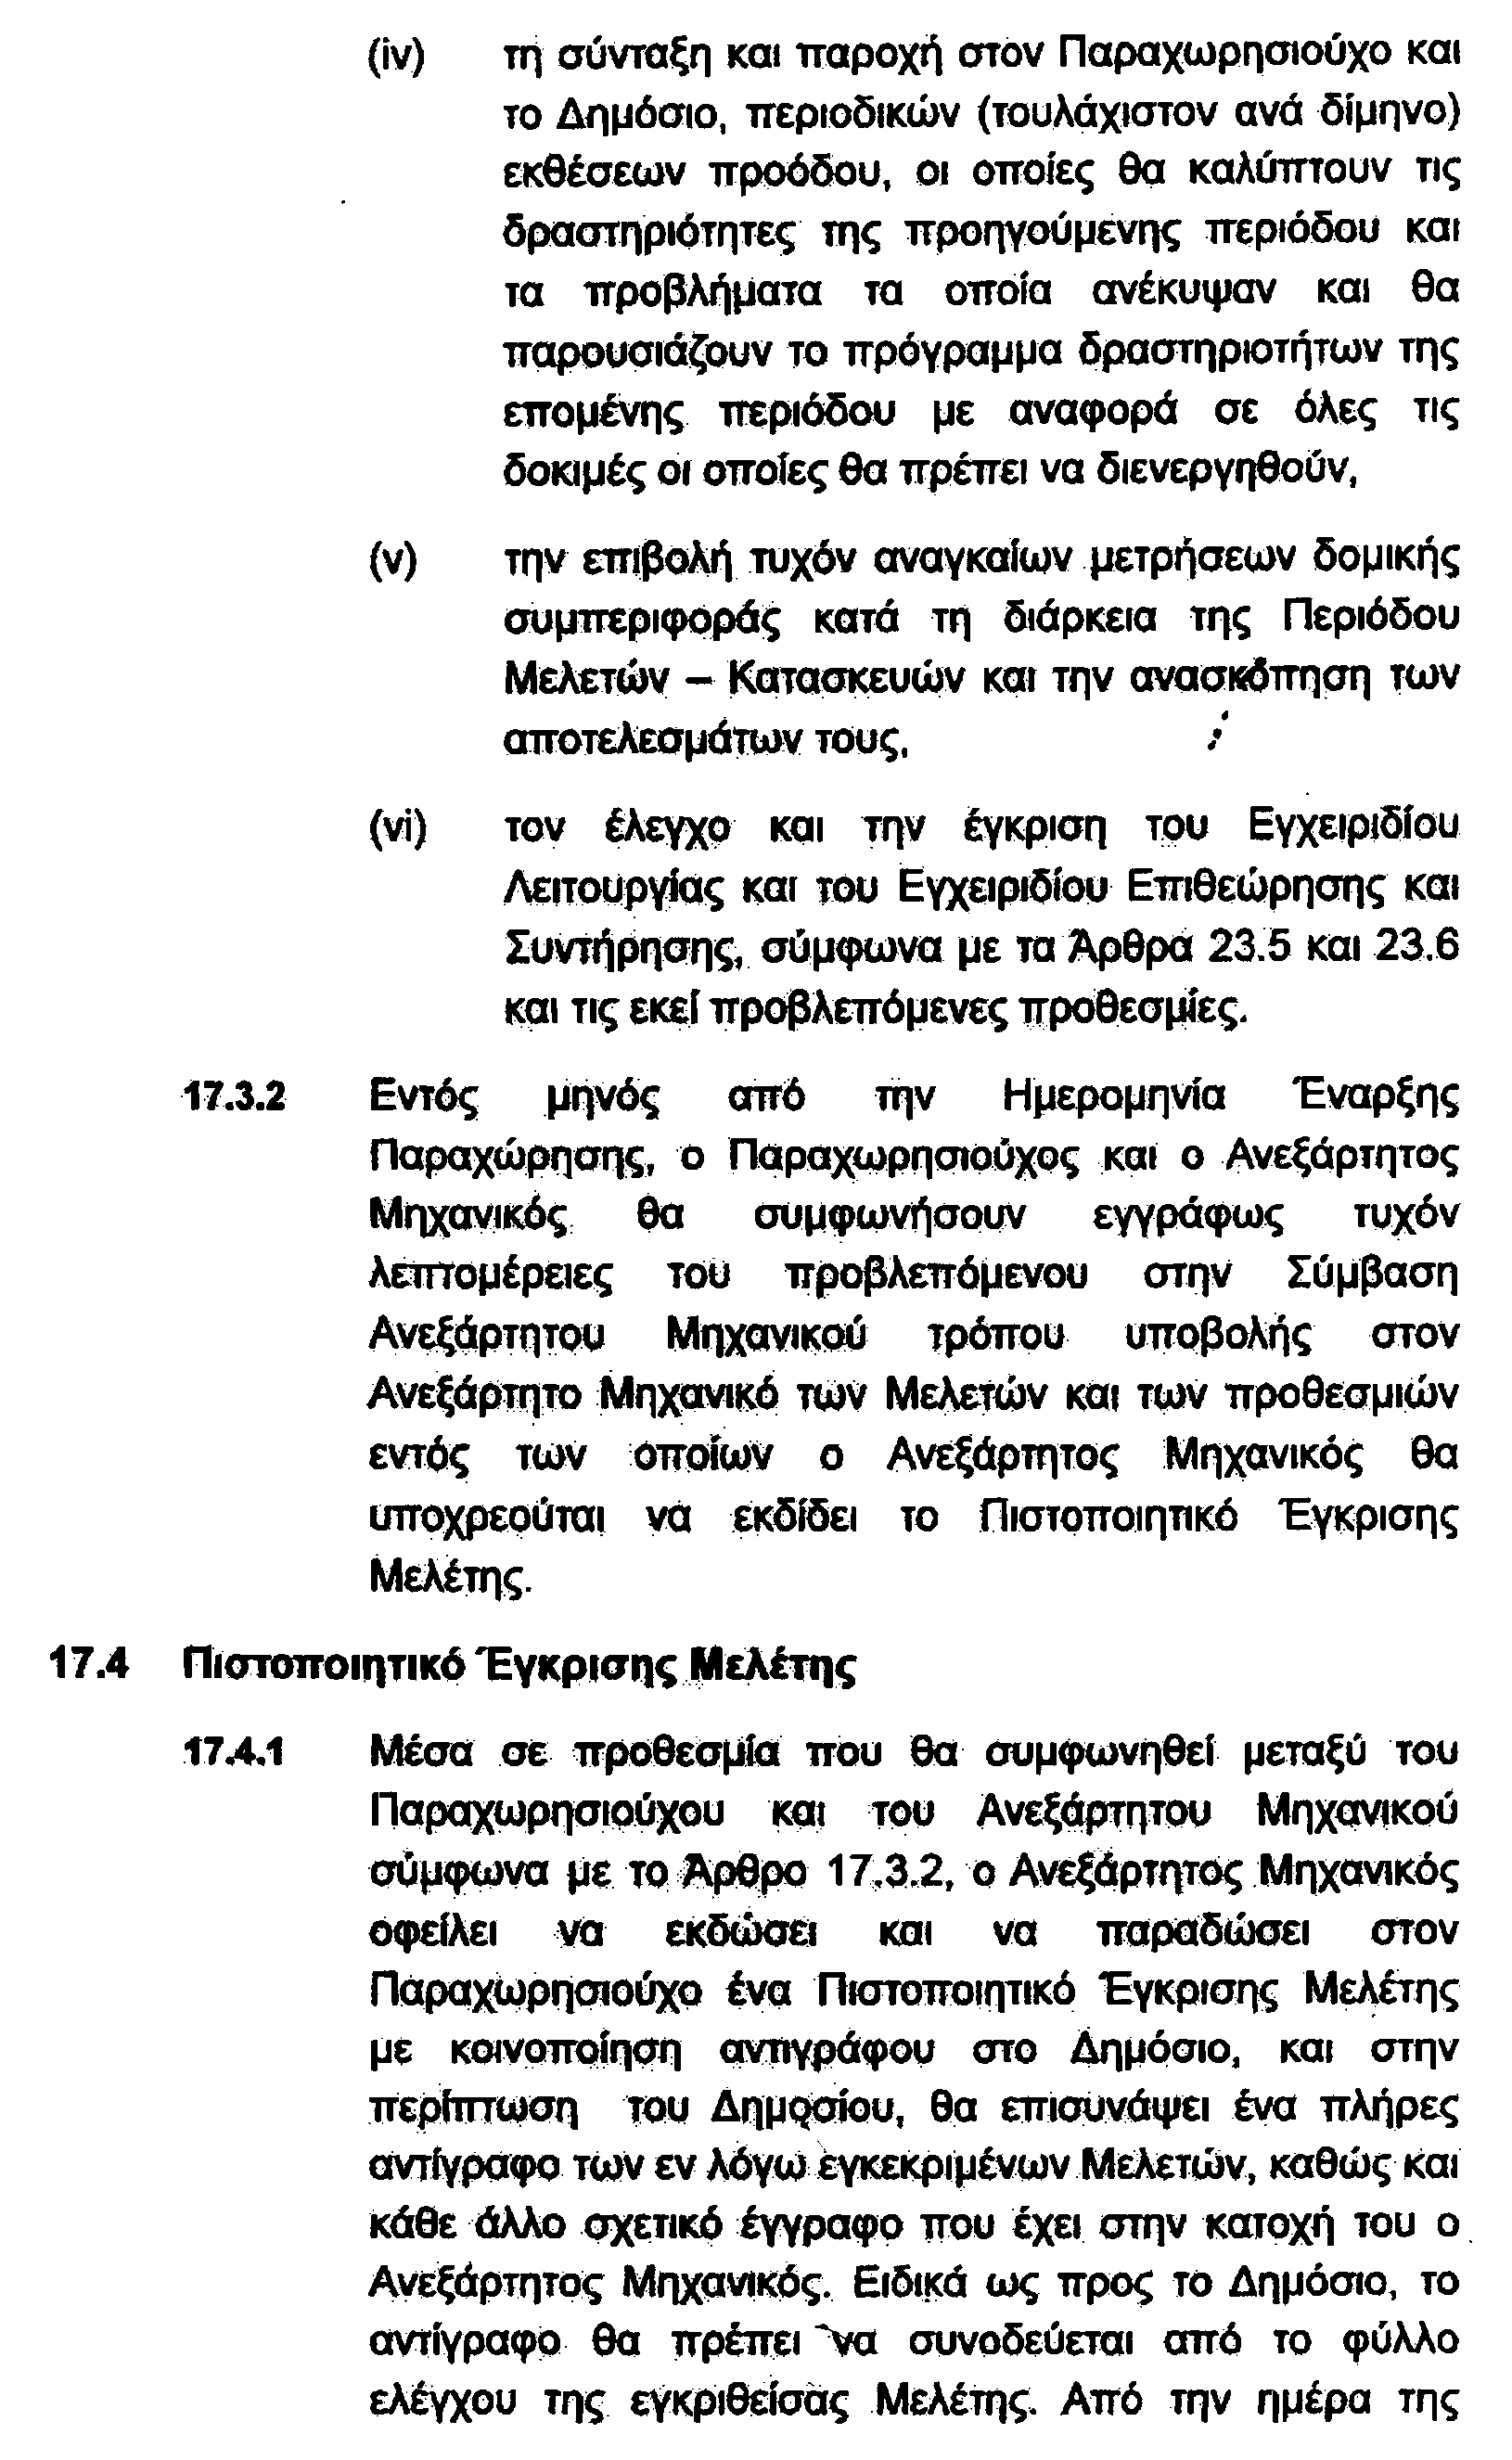 (iv) τη σύνταξη και παροχή στον Παραχωρησιούχο και
το Δημόσιο, περιοδικών (τουλάχιστον ανά δίμηνο)
εκθέσεων προόδου, οι οποίες θα καλύπτουν τις
δραστηριότητες της προηγούμενης περιόδου και
τα προβλήματα τα οποία ανέκυψαν και θα
παρουσιάζουν το πρόγραμμα δραστηριοτήτων της
επομένης περιόδου με αναφορά σε όλες τις
δοκιμές οι οποίες θα πρέπει να διενεργηθούν,
(v) την επιβολή τυχόν αναγκαίων μετρήσεων δομικής
συμπεριφοράς κατά τη διάρκεια της Περιόδου
Μελετών – Κατασκευών και την ανασκόπηση των
αποτελεσμάτων τους,
(vi) τον έλεγχο και την έγκριση του Εγχειριδίου
Λειτουργίας και του Εγχειριδίου Επιθεώρησης και
Συντήρησης, σύμφωνα με τα Άρθρα 23.5 και 23.6
και τις εκεί προβλεπόμενες προθεσμίες.
17.3.2 Εντός μηνός από την Ημερομηνία Έναρξης
Παραχώρησης, ο Παραχωρησιούχος και ο Ανεξάρτητος
Μηχανικός θα συμφωνήσουν εγγράφως τυχόν
λεπτομέρειες του προβλεπόμενου στην Σύμβαση
Ανεξάρτητου Μηχανικού τρόπου υποβολής στον
Ανεξάρτητο Μηχανικό των Μελετών και των προθεσμιών
εντός των οποίων ο Ανεξάρτητος Μηχανικός θα
υποχρεούται να εκδίδει το Πιστοποιητικό Έγκρισης
Μελέτης.
17.4 Πιστοποιητικό Έγκρισης Μελέτης
17.4.1 Μέσα σε προθεσμία που θα συμφωνηθεί μεταξύ του
Παραχωρησιούχου και του Ανεξάρτητου Μηχανικού
σύμφωνα με το Άρθρο 17.3.2, ο Ανεξάρτητος Μηχανικός
οφείλει να εκδώσει και να παραδώσει στον
Παραχωρησιούχο ένα Πιστοποιητικό Έγκρισης Μελέτης
με κοινοποίηση αντιγράφου στο Δημόσιο, και στην
περίπτωση του Δημοσίου, θα επισυνάψει ένα πλήρες
αντίγραφο των εν λόγω εγκεκριμένων Μελετών, καθώς και
κάθε άλλο σχετικό έγγραφο που έχει στην κατοχή του ο
Ανεξάρτητος Μηχανικός. Ειδικά ως προς το Δημόσιο, το
αντίγραφο θα πρέπει να συνοδεύεται από το φύλλο
ελέγχου της εγκριθείσας Μελέτης. Από την ημέρα της